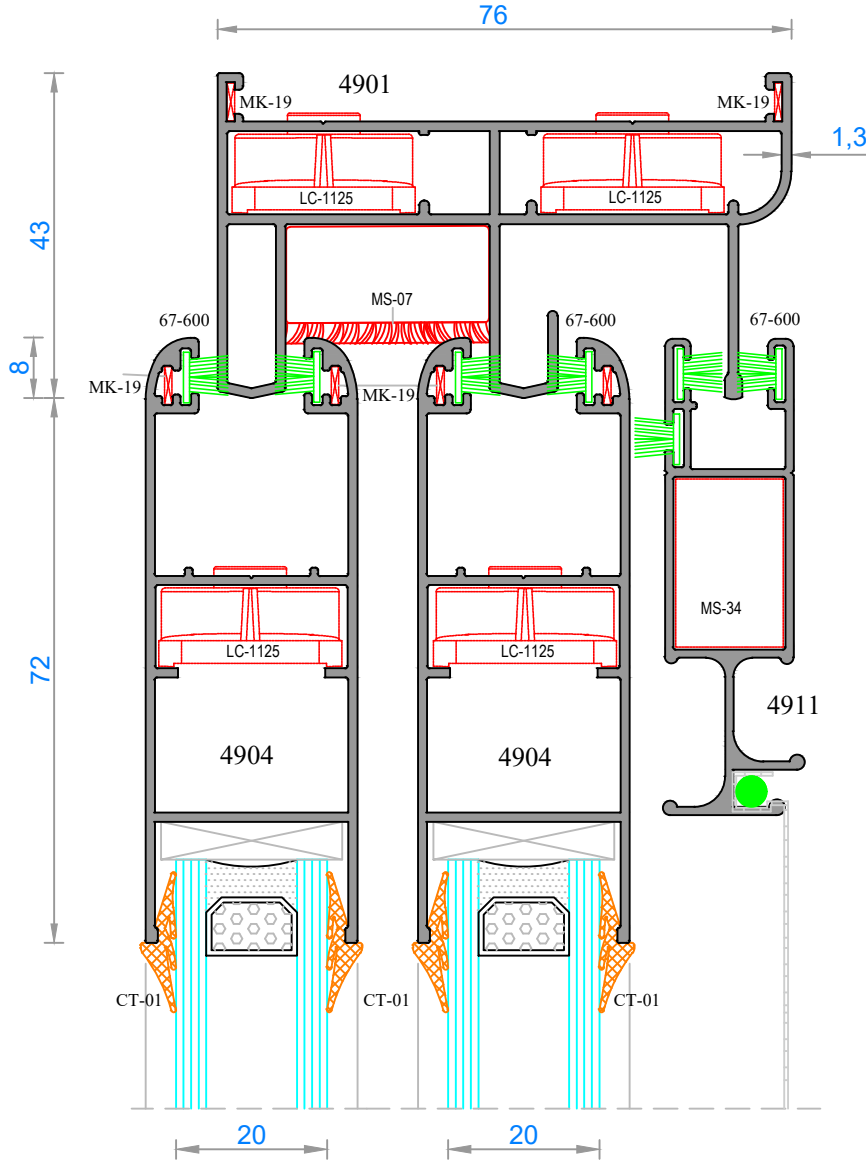 76
4901
MK-19
MK-19
1,3
LC-1125
LC-1125
43
MS-07
67-600
67-600
67-600
8
MK-19
MK-19
MS-34
72
LC-1125
LC-1125
4911
4904
4904
CT-01
CT-01
CT-01
20
20